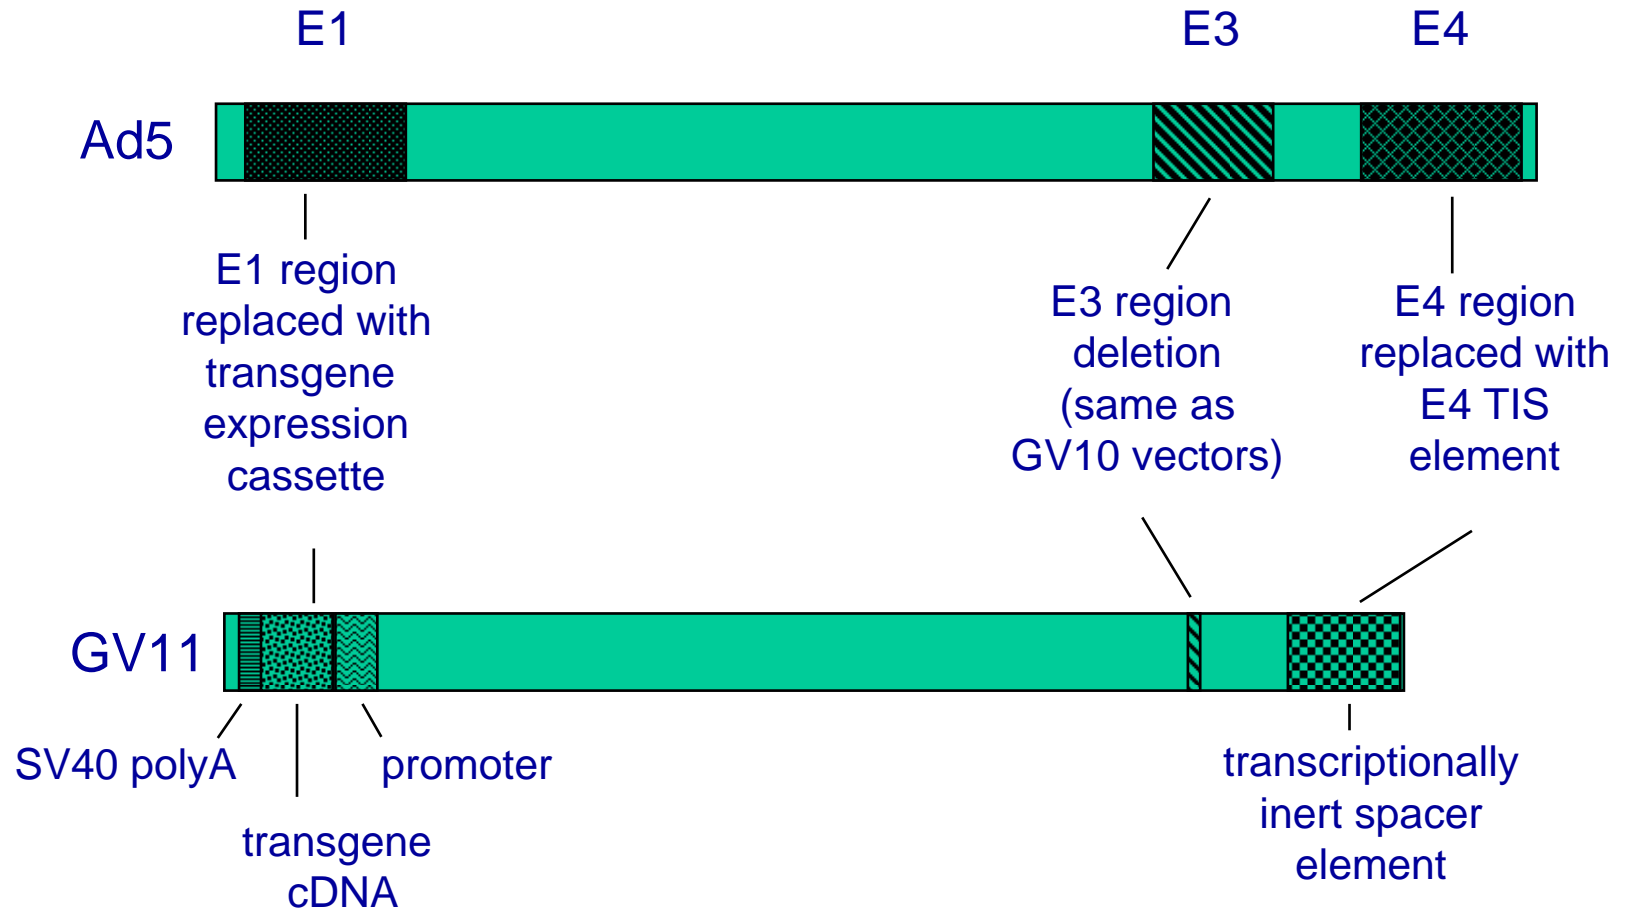 E1
E3
E4
Ad5
E1 region
replaced with
transgene
expression
cassette
E3 region
deletion
(same as
GV10 vectors)
E4 region
replaced with
E4 TIS
element
GV11
SV40 polyA
transgene
cDNA
promoter
transcriptionally
inert spacer
element